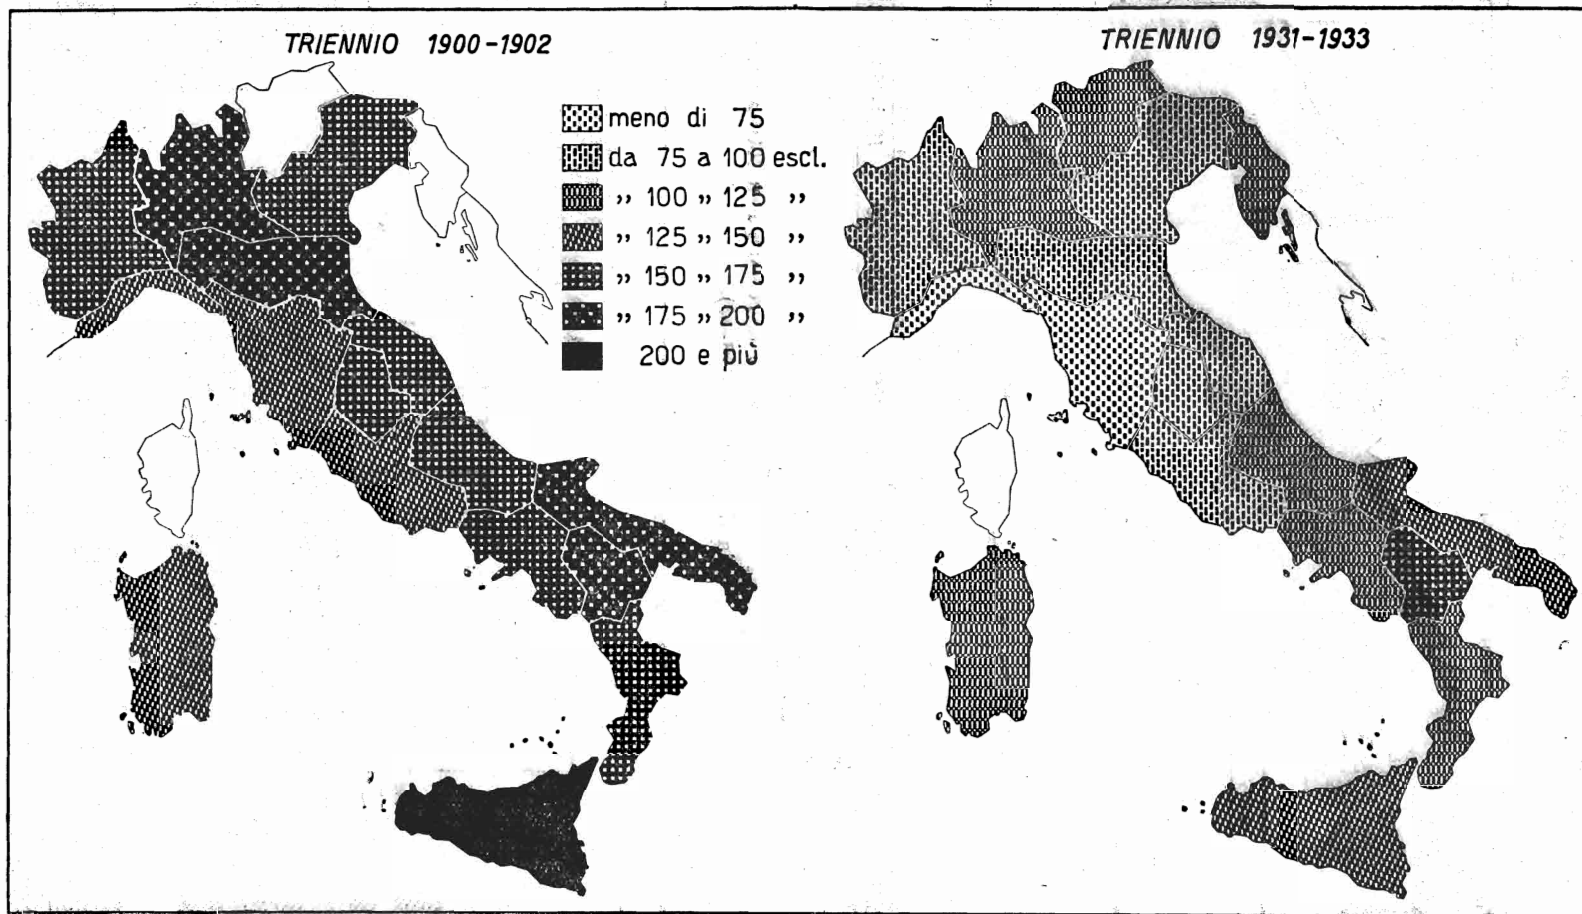 TRIENNIO 1900-1902
TRIENNIO 1931-1933
meno di 75
da 75 a 100 escl.
,, 100 ,, 125 ,,
,, 125 ,, 150 ,,
,, 150 ,, 175 ,,
,, 175 ,, 200 ,,
200 e più